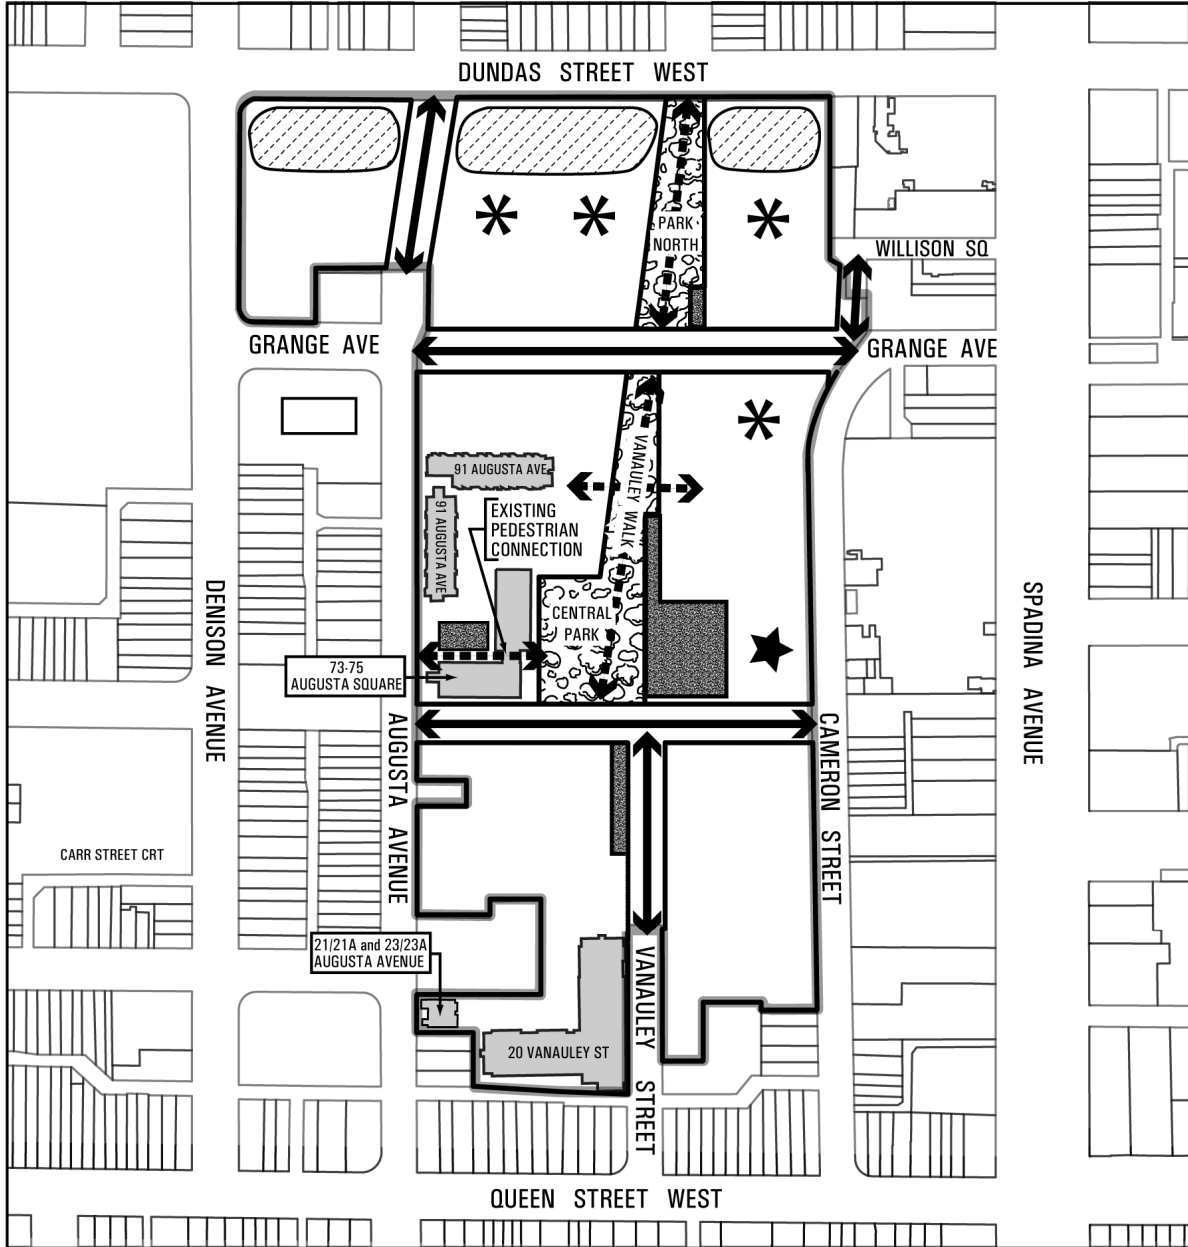 DUNDAS STREET WEST
PARK
NORTH
WILLISON SQ
GRANGE AVE
GRANGE AVE
VANAULEY WALK
91 AUGUSTA AVE
91 AUGUSTA AVE
EXISTING
PEDESTRIAN
CONNECTION
CENTRAL
PARK
73-75
AUGUSTA SQUARE
DENISON AVENUE
SPADINA AVENUE
AUGUSTA AVENUE
CAMERON STREET
CARR STREET CRT
21/21A and 23/23A
AUGUSTA AVENUE
VANAULEY STREET
20 VANAULEY ST
QUEEN STREET WEST